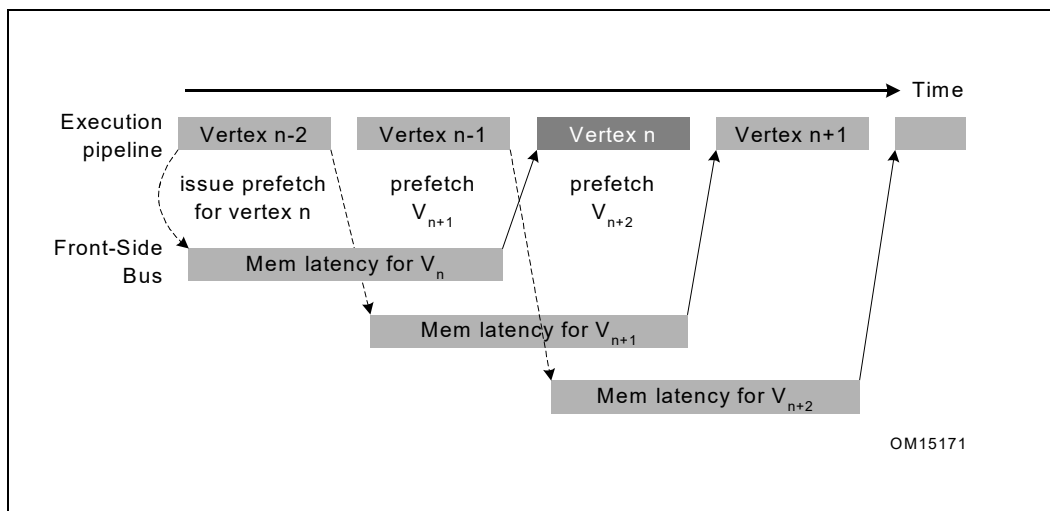 Time
Execution pipeline
Vertex n-2
Vertex n-1
Vertex n
Vertex n+1
issue prefetch
for vertex n
prefetch
Vn+1
prefetch
Vn+2
Front-Side
Bus
Mem latency for Vn
Mem latency for Vn+1
Mem latency for Vn+2
OM15171